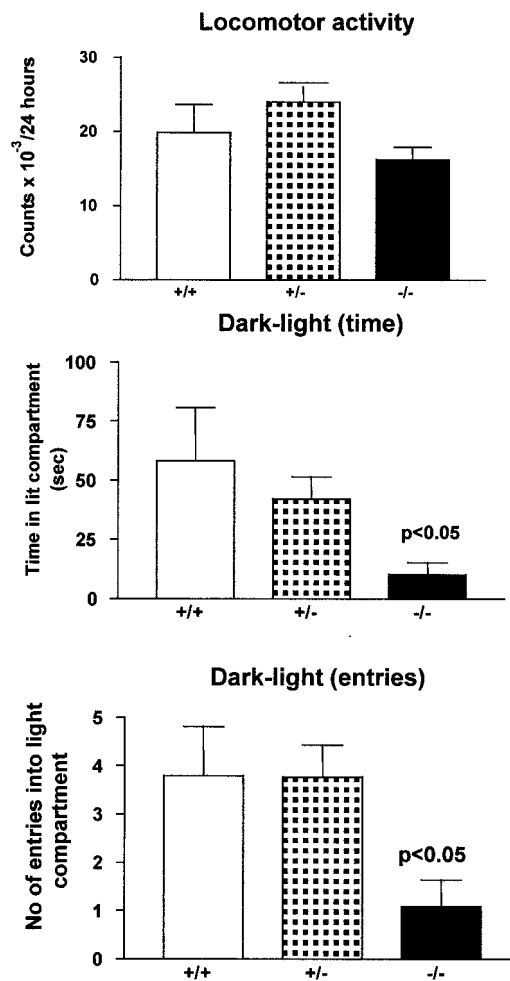 Locomotor activity
Counts x 10⁻³/24 hours
30
20
10
0
+/+ +/- -/-
Dark-light (time)
Time in lit compartment
(sec)
100
75
50
25
0
p<0.05
+/+ +/- -/-
Dark-light (entries)
No of entries into light
compartment
5
4
3
2
1
0
p<0.05
+/+ +/- -/-